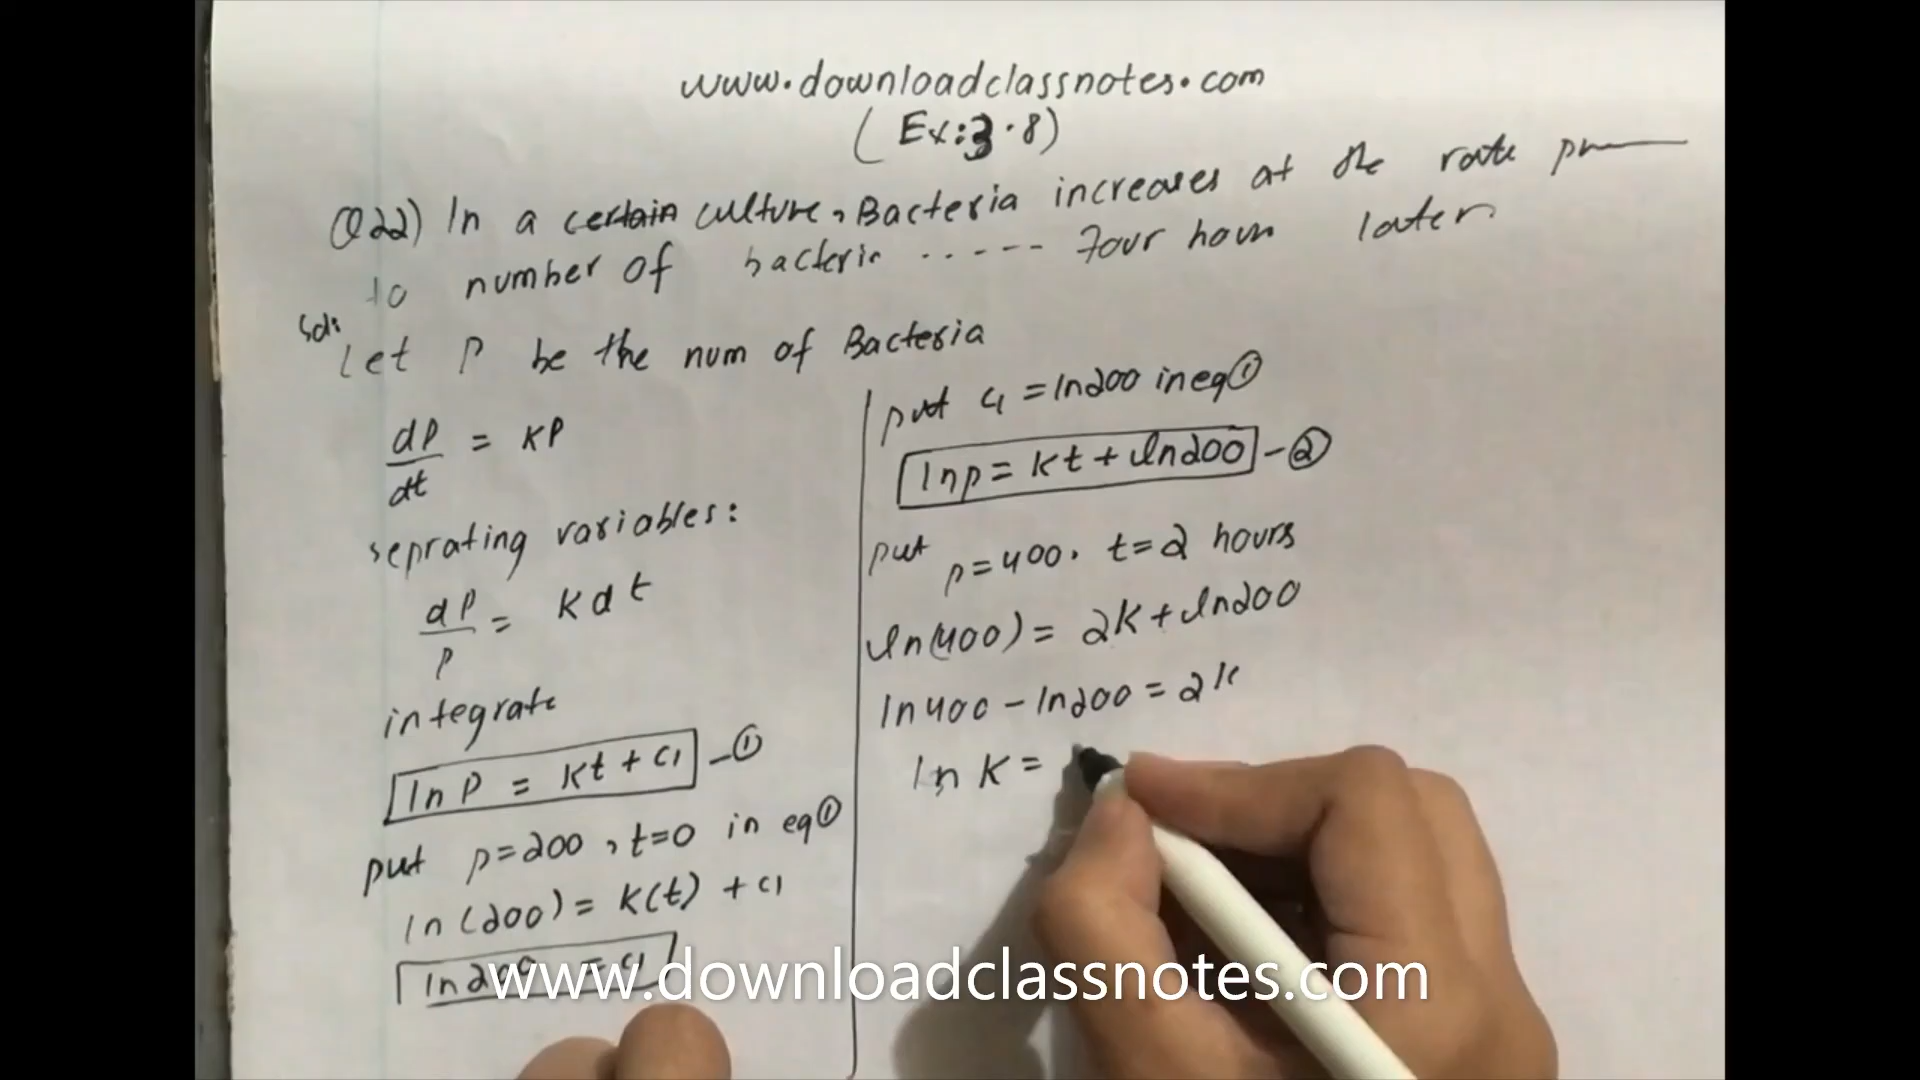 www.downloadclassnotes.com
(Ex:3.8)
Q22) In a certain culture, Bacteria increases at the rate
to number of bacteria ----- Four hours later
Sol:
Let P be the num of Bacteria
dP/dt = KP
seprating variables:
dP/P = Kdt
integrate
ln P = Kt + c1 -①
put p=200, t=0 in eq①
ln(200) = K(t) + c1
ln200 = c1
put c1 = ln200 in eq①
lnp = Kt + ln200 -②
put p=400. t=2 hours
ln(400) = 2K + ln200
ln400 - ln200 = 2K
ln K =
www.downloadclassnotes.com